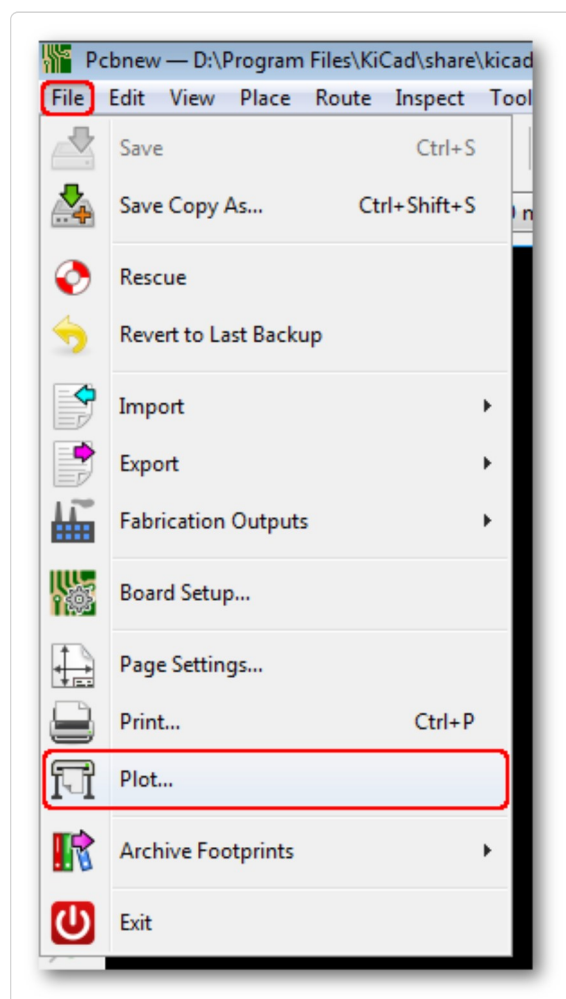 Pcbnew — D:\Program Files\KiCad\share\kicad
File Edit View Place Route Inspect Tool
Save Ctrl+S
Save Copy As... Ctrl+Shift+S
Rescue
Revert to Last Backup
Import
Export
Fabrication Outputs
Board Setup...
Page Settings...
Print... Ctrl+P
Plot...
Archive Footprints
Exit